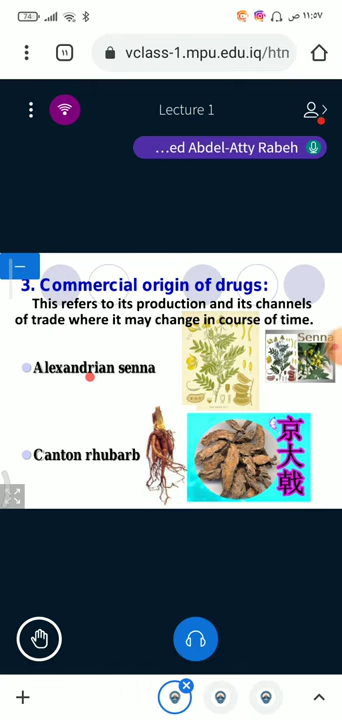 74
١١:٥٧ ص
١١
vclass-1.mpu.edu.iq/htn
Lecture 1
...ed Abdel-Atty Rabeh
3. Commercial origin of drugs:
This refers to its production and its channels
of trade where it may change in course of time.
Senna
Alexandrian senna
Canton rhubarb
京大戟